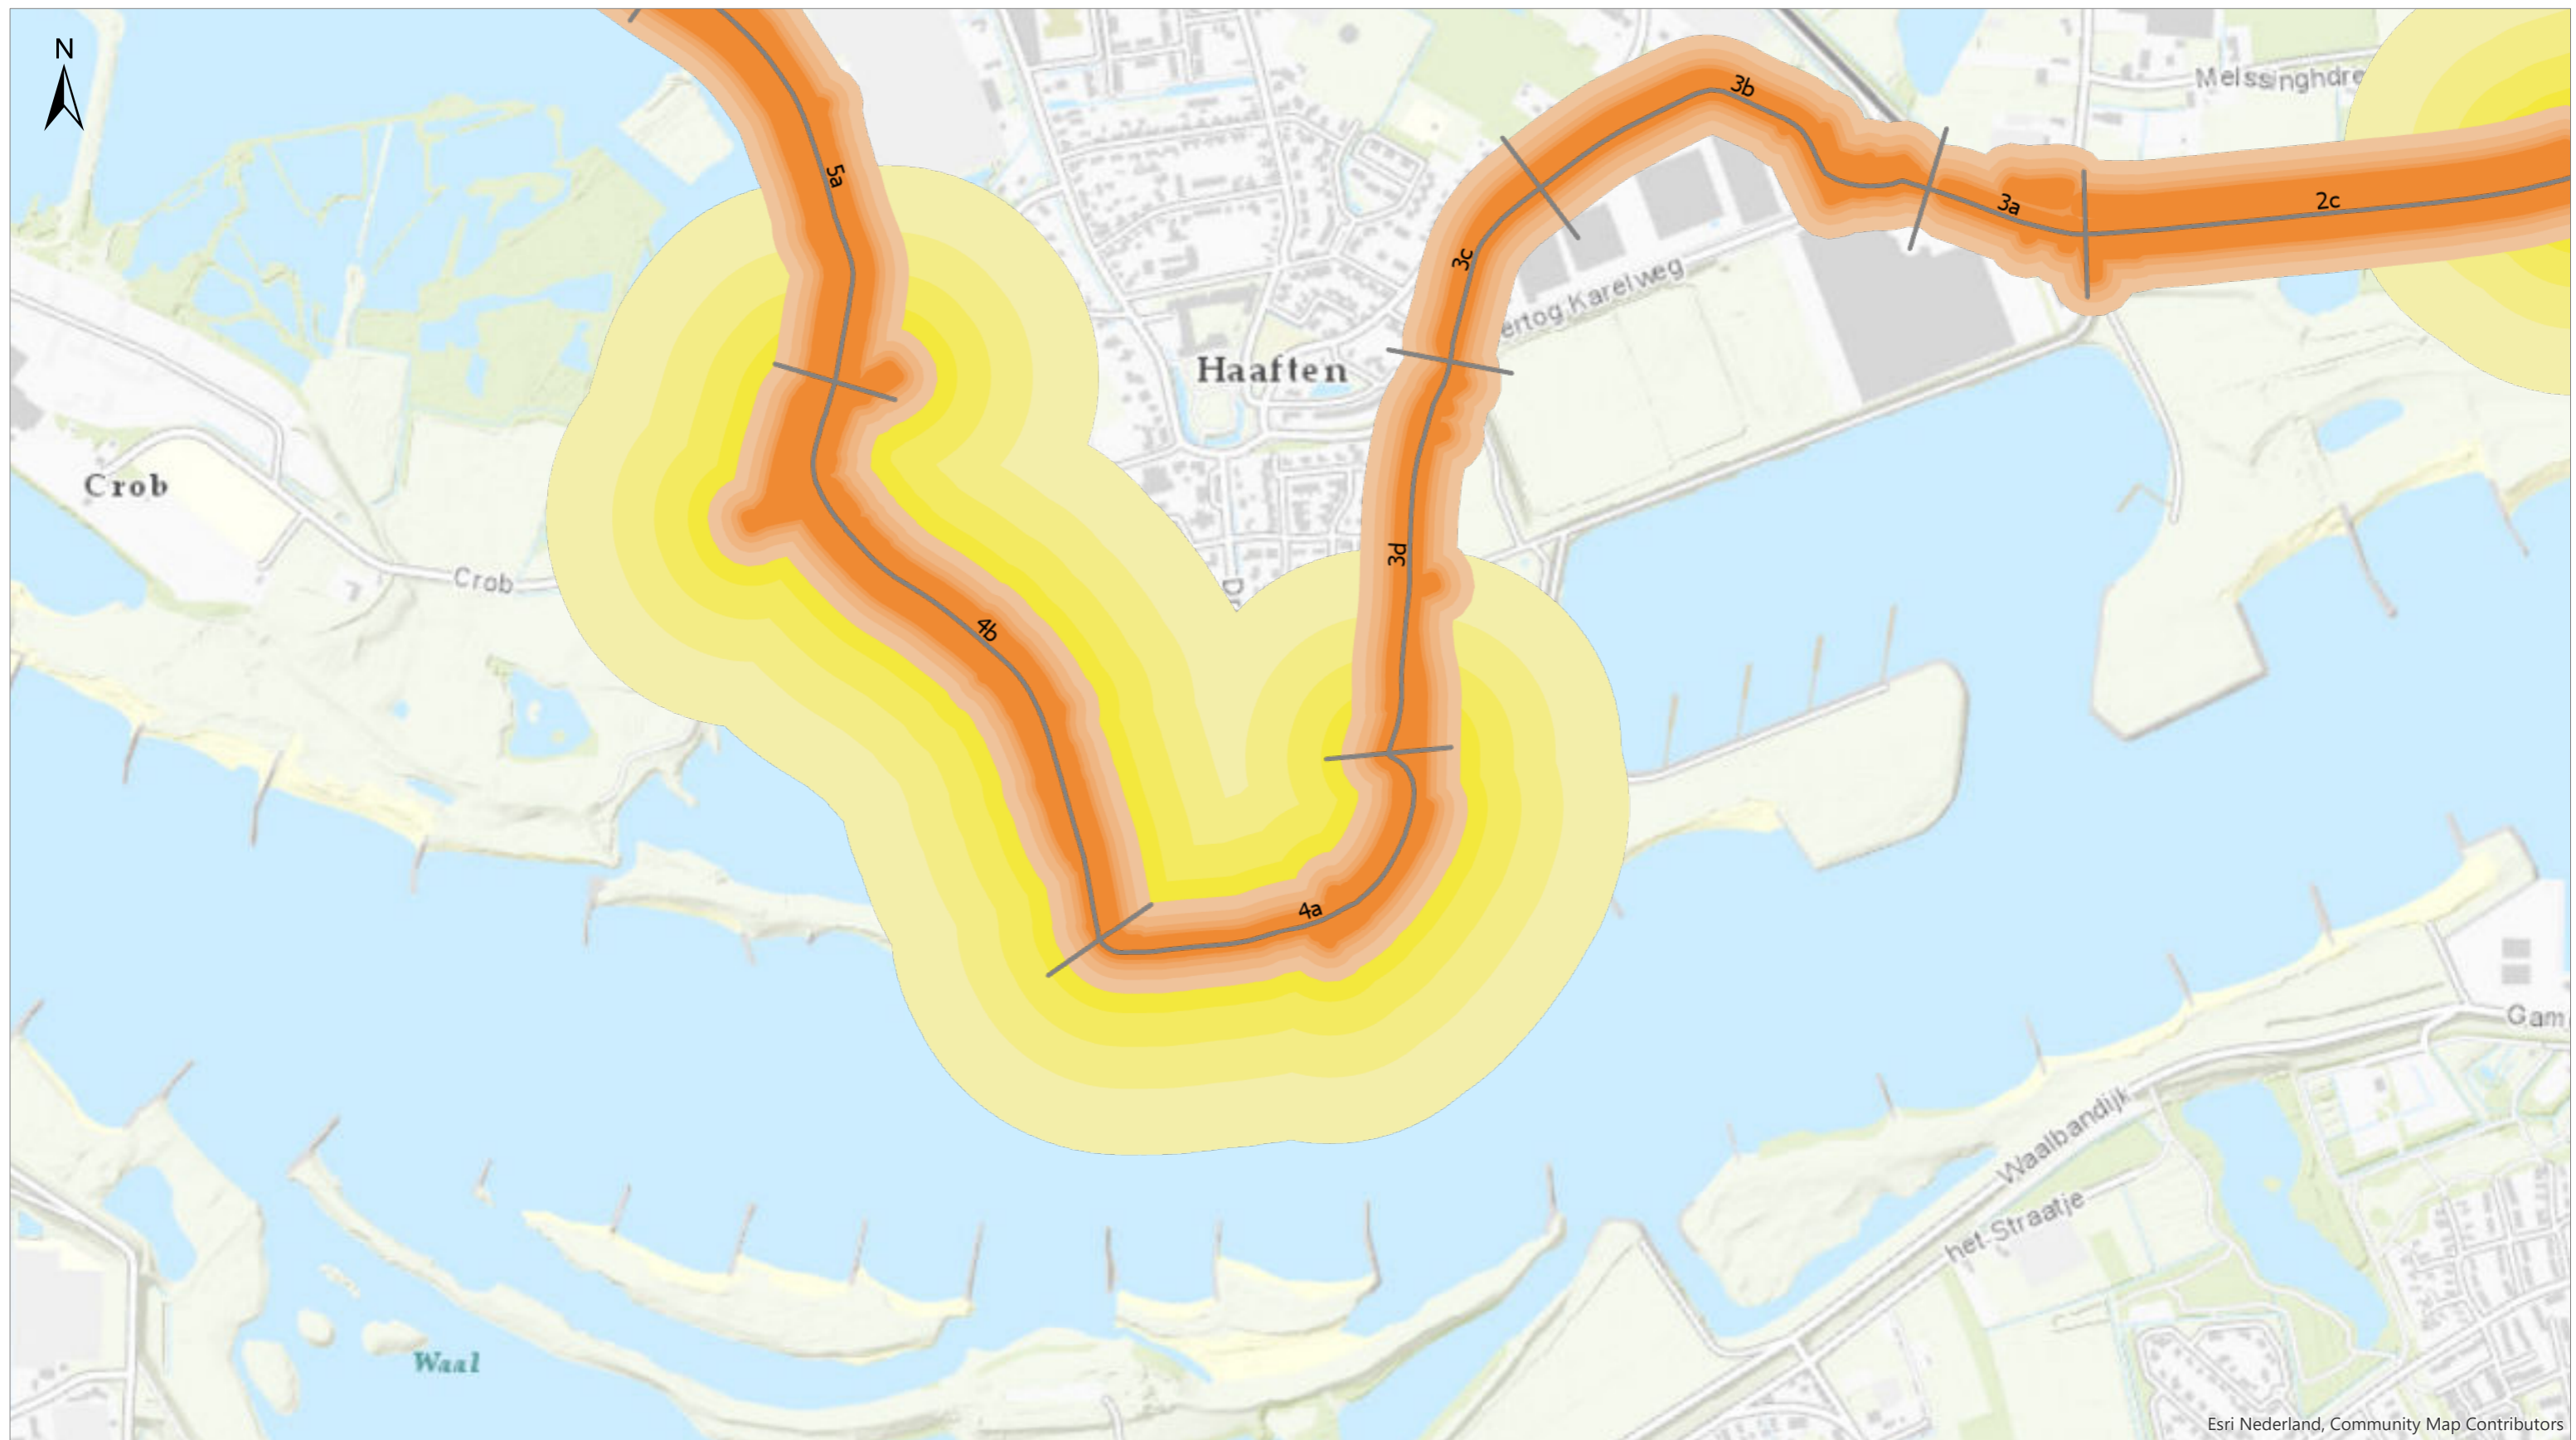 N
3b
Melssinghdre
5a
3a
2c
3c
ertog Karelweg
Haaften
Crob
3d
Crob
Dr
4b
4a
Gam
Waalbandijk
het Straatje
Waal
Esri Nederland, Community Map Contributors